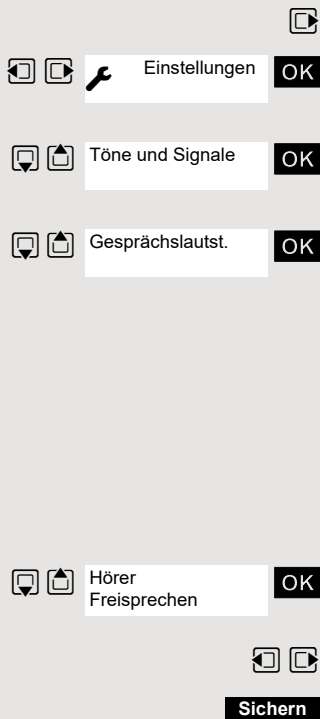 Einstellungen OK
Töne und Signale OK
Gesprächslautst. OK
Hörer
Freisprechen OK
Sichern